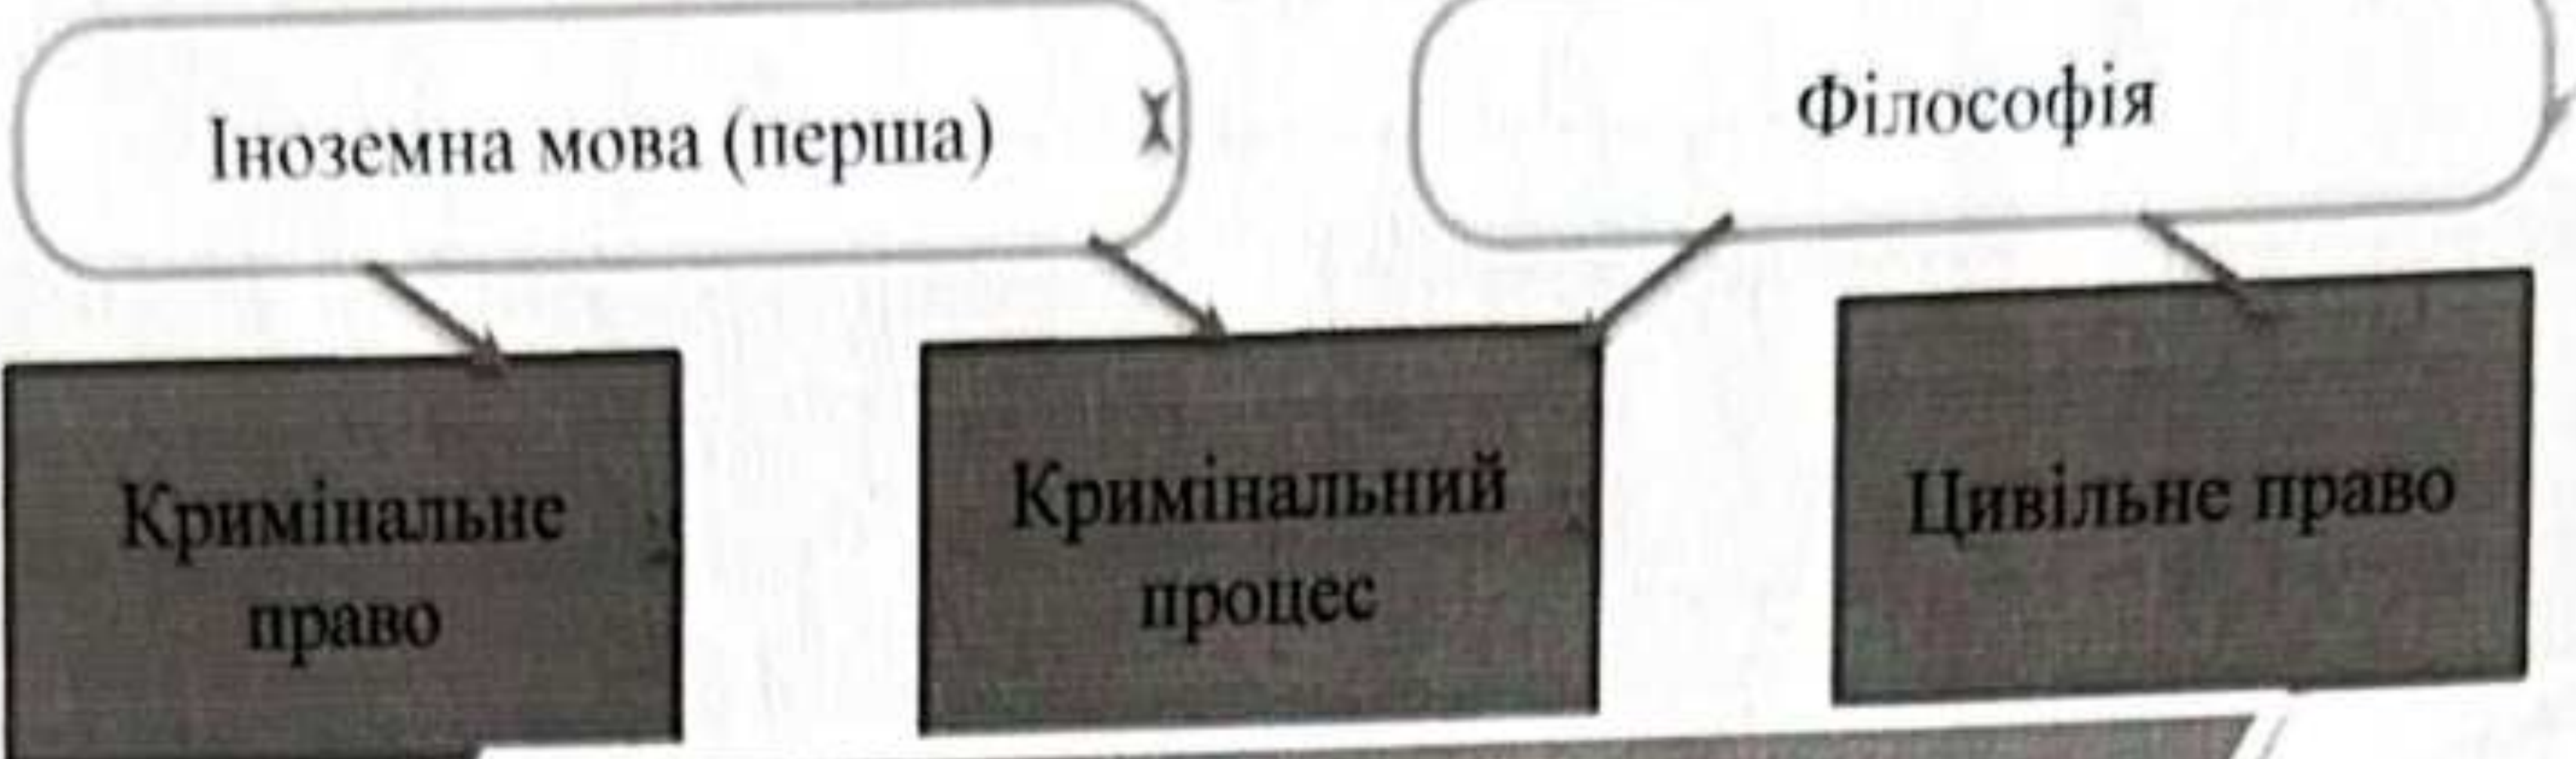 Іноземна мова (перша)
Філософія
Кримінальне
право
Кримінальний
процес
Цивільне право